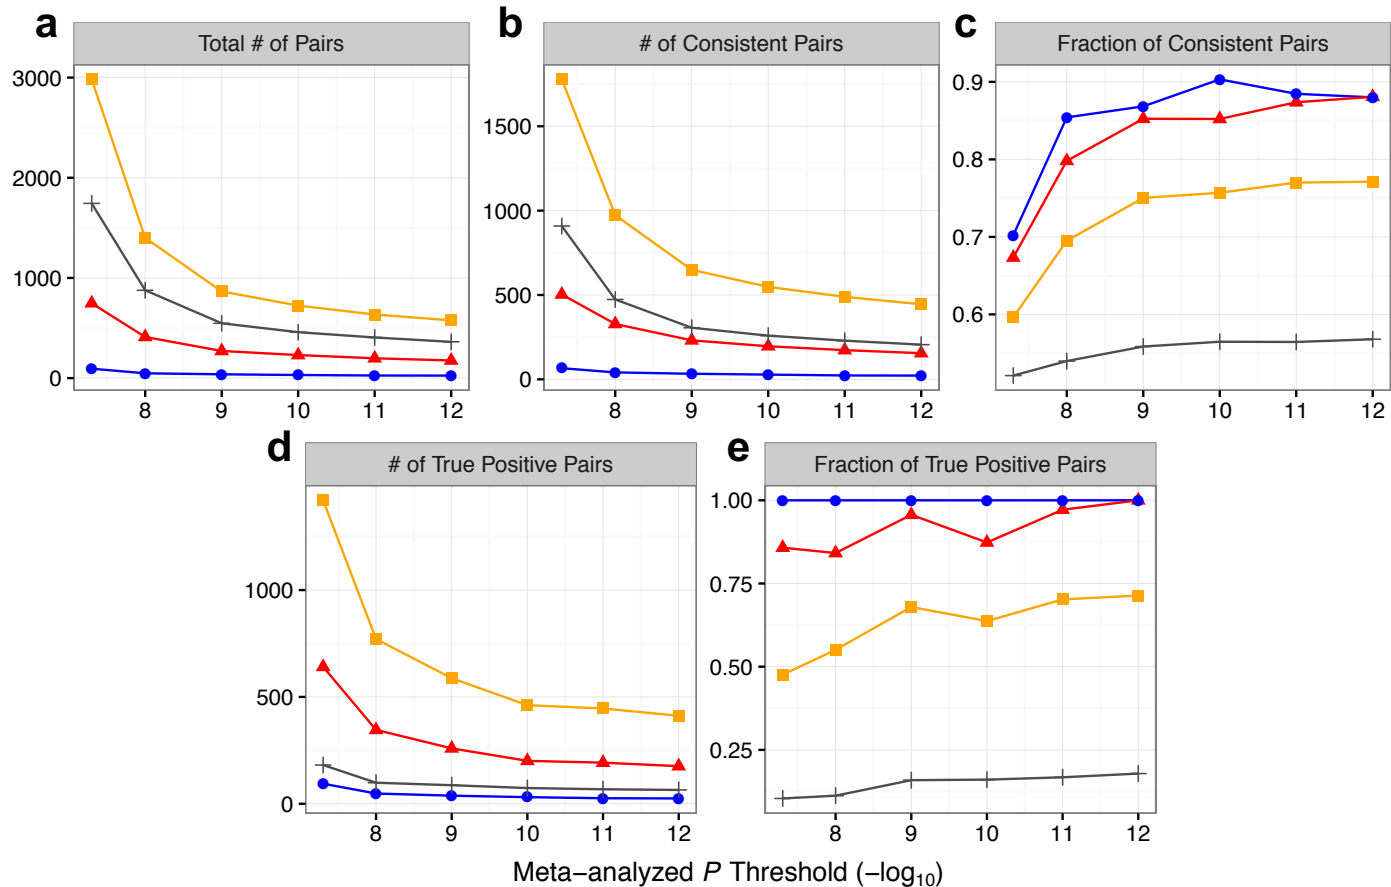 a
Total # of Pairs
3000
2000
1000
0
8 9 10 11 12
b
# of Consistent Pairs
1500
1000
500
0
8 9 10 11 12
c
Fraction of Consistent Pairs
0.9
0.8
0.7
0.6
8 9 10 11 12
d
# of True Positive Pairs
1000
500
0
8 9 10 11 12
e
Fraction of True Positive Pairs
1.00
0.75
0.50
0.25
8 9 10 11 12
Meta−analyzed P Threshold (−log10)